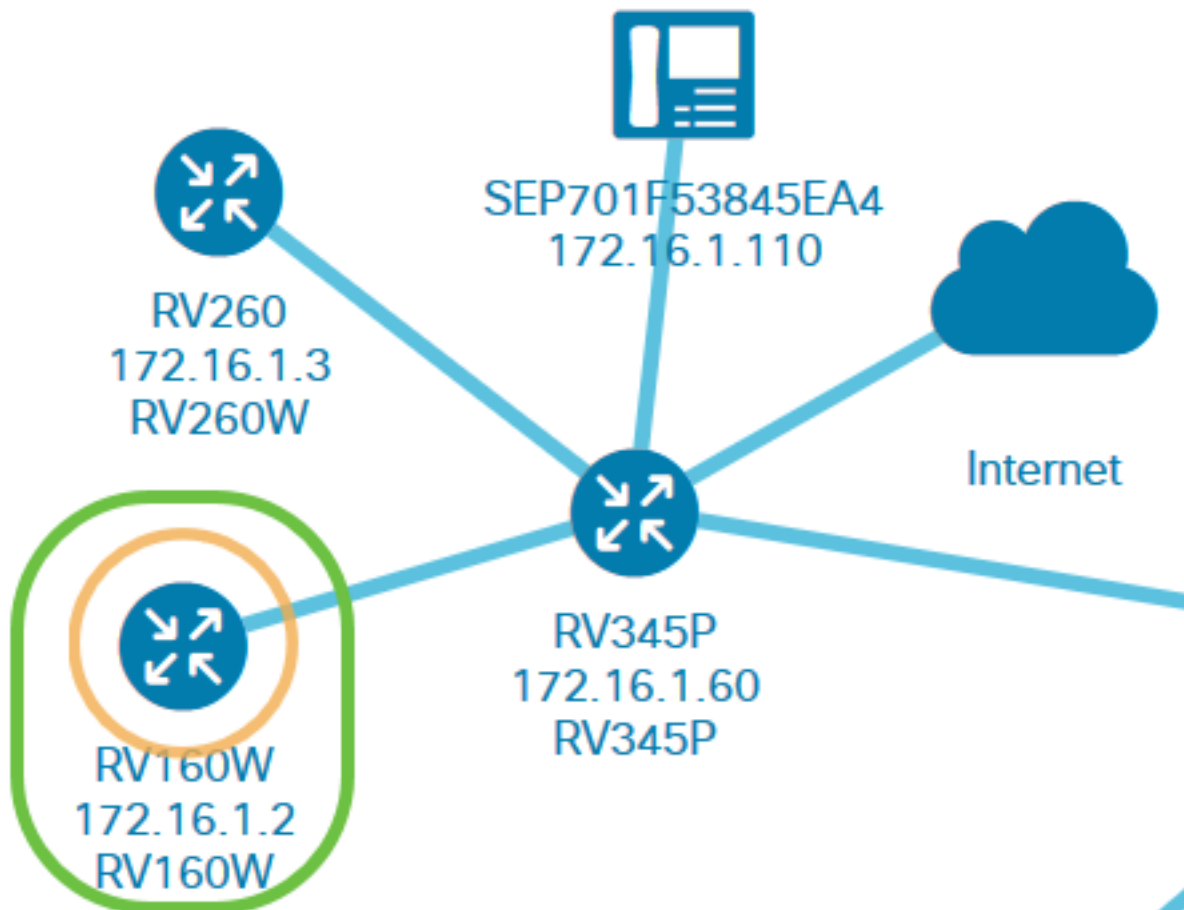 SEP701F53845EA4
172.16.1.110
RV260
172.16.1.3
RV260W
Internet
RV345P
172.16.1.60
RV345P
RV160W
172.16.1.2
RV160W